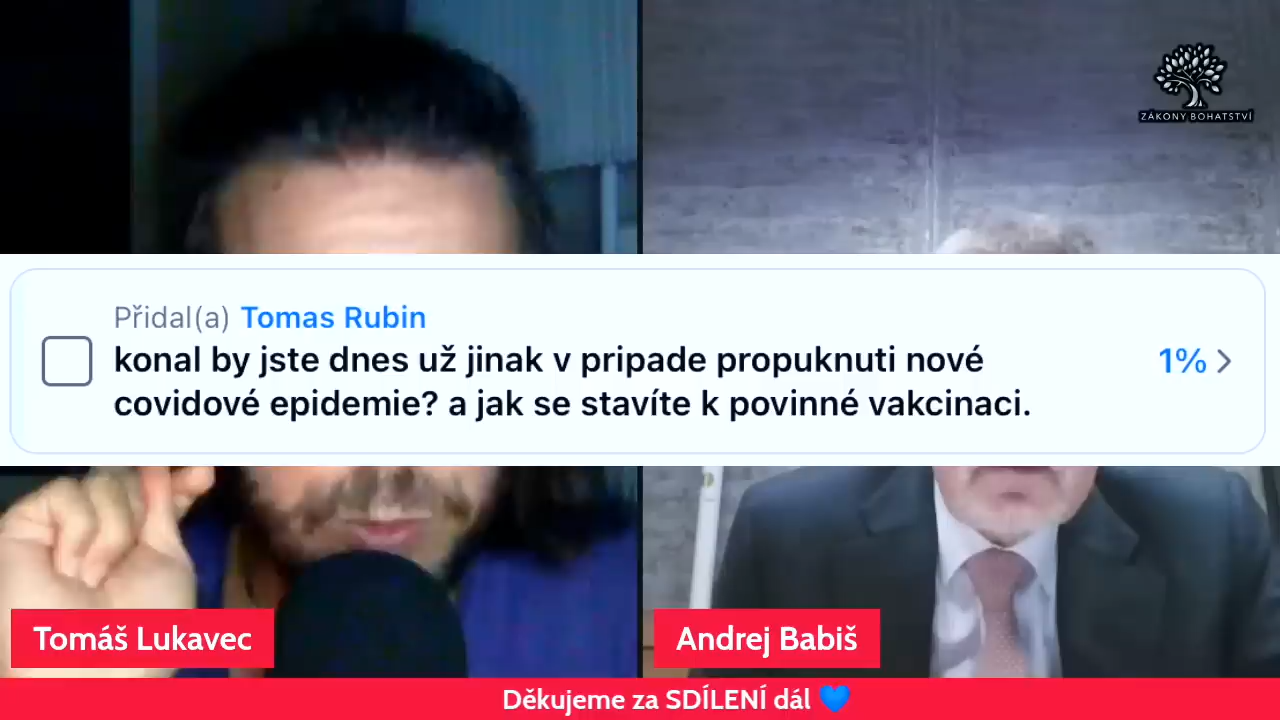 ZÁKONY BOHATSTVÍ
Přidal(a) Tomas Rubin
konal by jste dnes už jinak v pripade propuknuti nové
covidové epidemie? a jak se stavíte k povinné vakcinaci.
1%
Tomáš Lukavec
Andrej Babiš
Děkujeme za SDÍLENÍ dál 💙